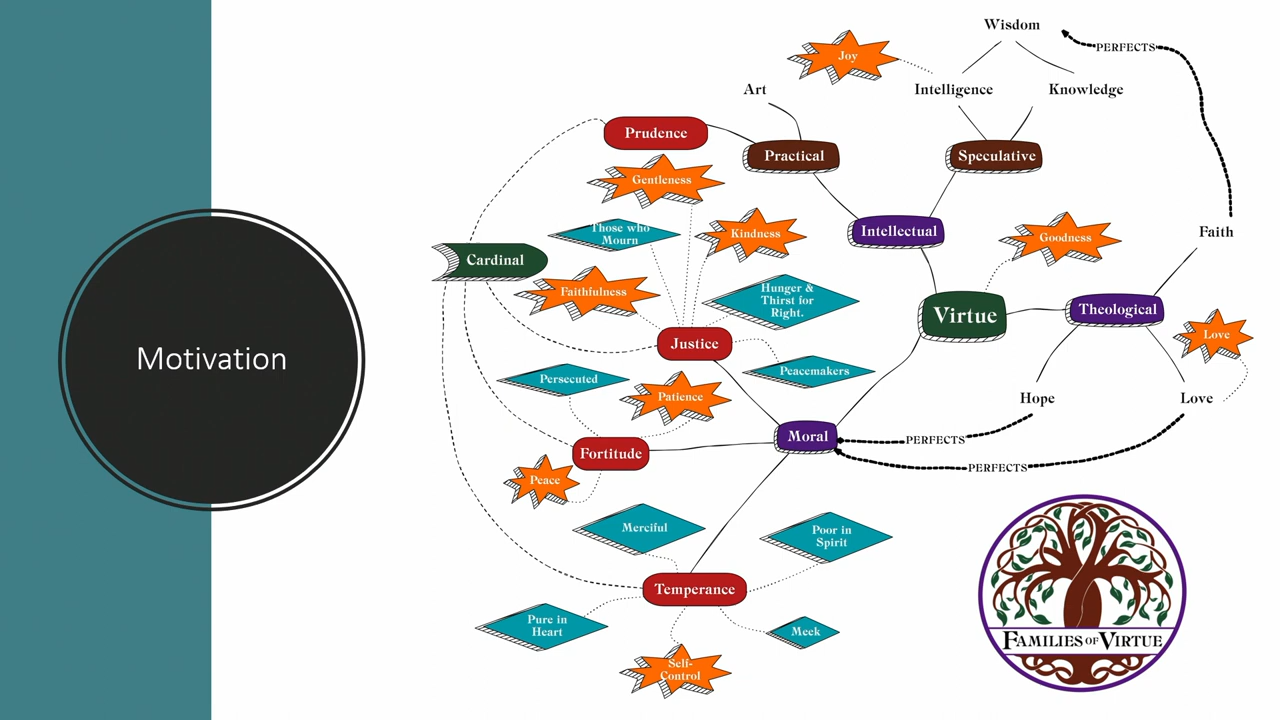 Motivation
Wisdom
PERFECTS
Joy
Art
Intelligence
Knowledge
Prudence
Practical
Speculative
Gentleness
Those who
Mourn
Kindness
Intellectual
Goodness
Faith
Cardinal
Faithfulness
Hunger &
Thirst for
Right.
Virtue
Theological
Love
Justice
Persecuted
Peacemakers
Patience
Hope
Love
Moral
PERFECTS
Fortitude
PERFECTS
Peace
Merciful
Poor in
Spirit
Temperance
Pure in
Heart
Meek
Self-
Control
FAMILIES OF VIRTUE